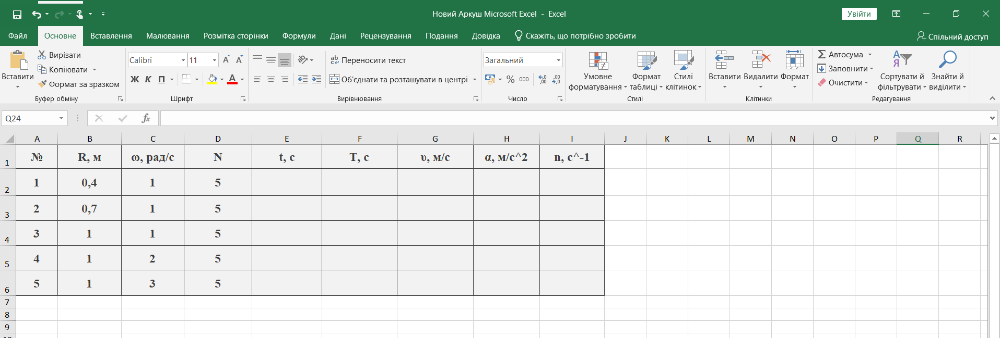 Новий Аркуш Microsoft Excel - Excel
Увійти
Файл Основне Вставлення Малювання Розмітка сторінки Формули Дані Рецензування Подання Довідка Скажіть, що потрібно зробити Спільний доступ
Вставити
Вирізати
Копіювати
Формат за зразком
Буфер обміну
Calibri 11
Ж К П
Шрифт
Переносити текст
Об'єднати та розташувати в центрі
Вирівнювання
Загальний
% 000
Число
Умовне форматування
Формат таблиці
Стилі клітинок
Стилі
Вставити Видалити Формат
Клітинки
Автосума
Заповнити
Очистити
Сортувати й фільтрувати
Знайти й виділити
Редагування
Q24
fx
A B C D E F G H I J K L M N O P Q R
1 № R, м ω, рад/с N t, c T, c υ, м/с α, м/с^2 n, c^-1
2 1 0,4 1 5
3 2 0,7 1 5
4 3 1 1 5
5 4 1 2 5
6 5 1 3 5
7
8
9